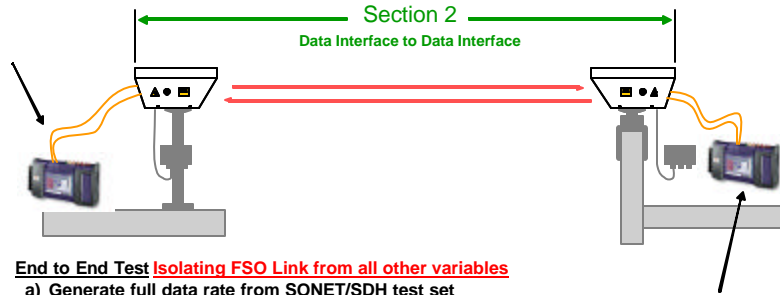 Section 2
Data Interface to Data Interface
End to End Test Isolating FSO Link from all other variables
a) Generate full data rate from SONET/SDH test set